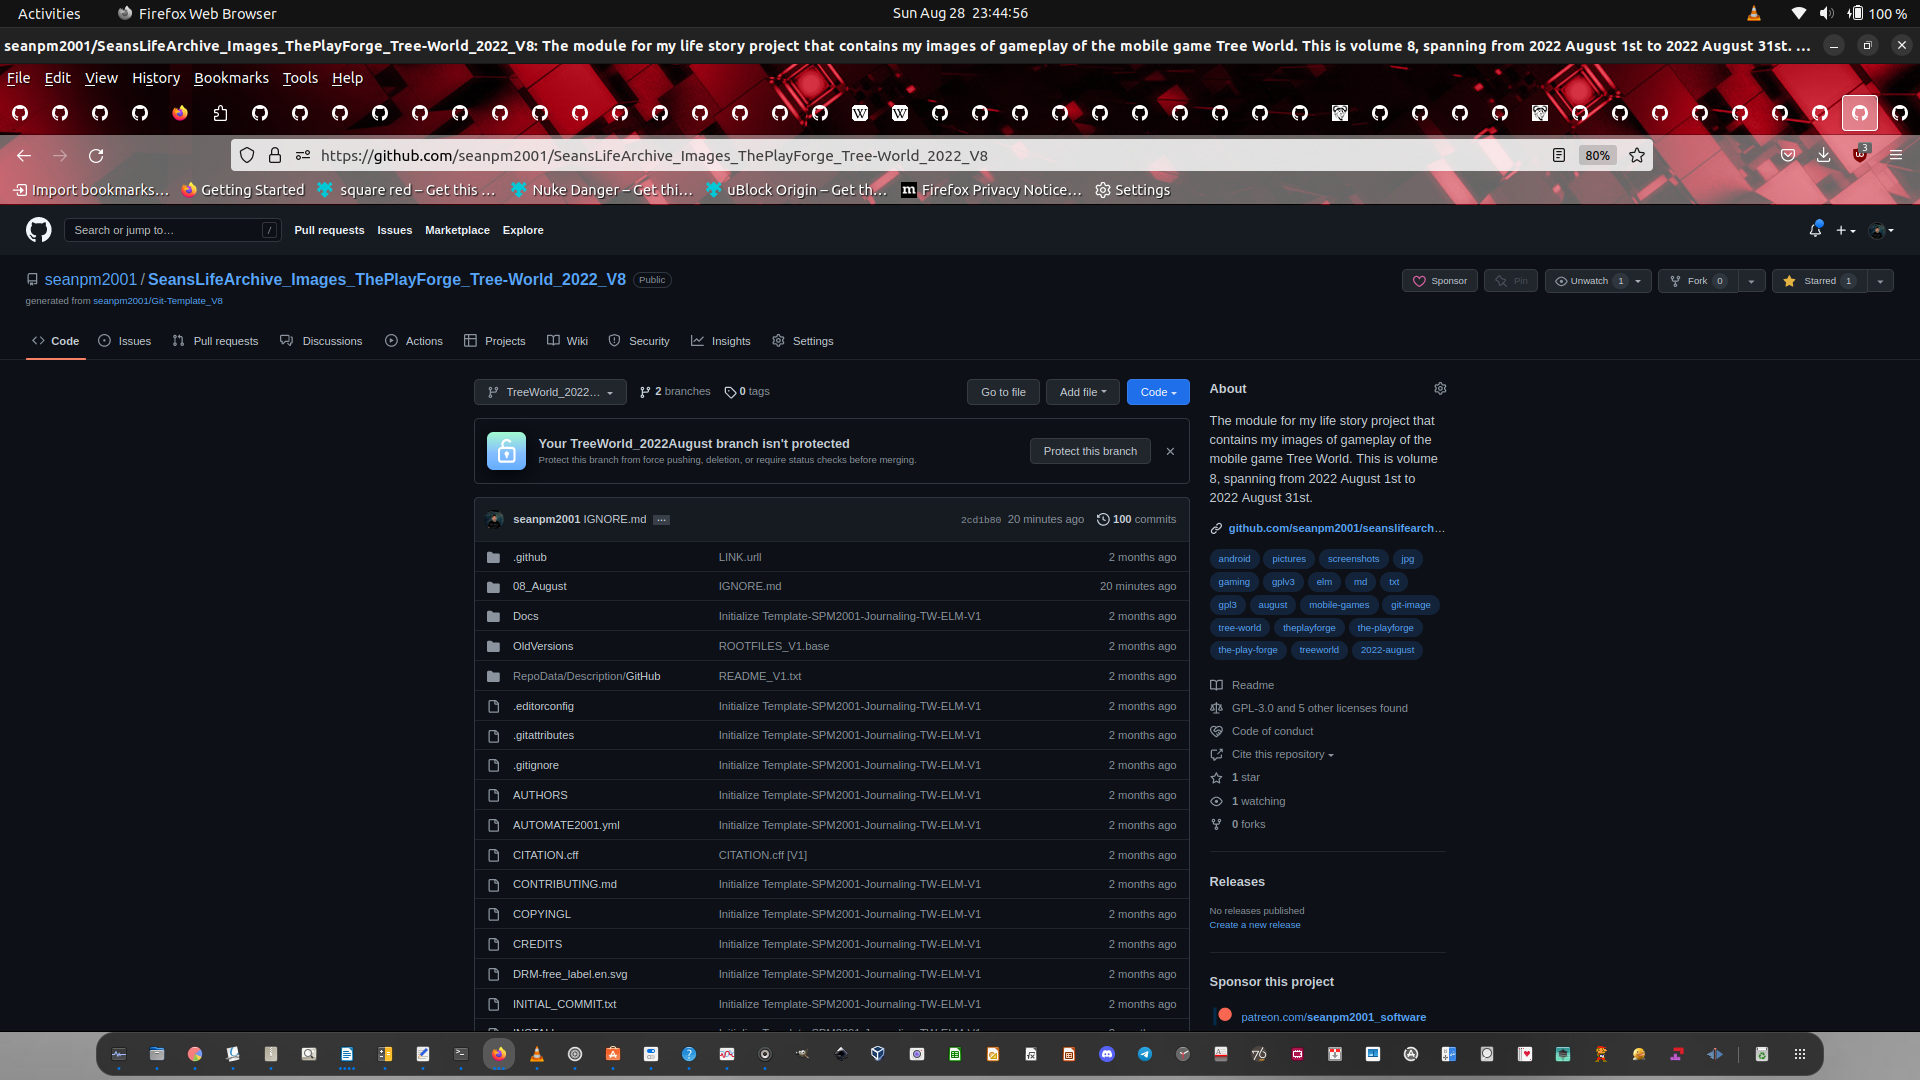 Activities
Firefox Web Browser
Sun Aug 28 23:44:56
100 %
seanpm2001/SeansLifeArchive_Images_ThePlayForge_Tree-World_2022_V8: The module for my life story project that contains my images of gameplay of the mobile game Tree World. This is volume 8, spanning from 2022 August 1st to 2022 August 31st. …
File Edit View History Bookmarks Tools Help
https://github.com/seanpm2001/SeansLifeArchive_Images_ThePlayForge_Tree-World_2022_V8
80%
3
Import bookmarks… Getting Started square red – Get this … Nuke Danger – Get thi… uBlock Origin – Get th… Firefox Privacy Notice… Settings
Search or jump to… /
Pull requests Issues Marketplace Explore
seanpm2001 / SeansLifeArchive_Images_ThePlayForge_Tree-World_2022_V8 Public
Sponsor Pin Unwatch 1 Fork 0 Starred 1
generated from seanpm2001/Git-Template_V8
Code Issues Pull requests Discussions Actions Projects Wiki Security Insights Settings
TreeWorld_2022… 2 branches 0 tags Go to file Add file Code
Your TreeWorld_2022August branch isn't protected
Protect this branch from force pushing, deletion, or require status checks before merging.
Protect this branch
seanpm2001 IGNORE.md … 2cd1b80 20 minutes ago 100 commits
.github LINK.urll 2 months ago
08_August IGNORE.md 20 minutes ago
Docs Initialize Template-SPM2001-Journaling-TW-ELM-V1 2 months ago
OldVersions ROOTFILES_V1.base 2 months ago
RepoData/Description/GitHub README_V1.txt 2 months ago
.editorconfig Initialize Template-SPM2001-Journaling-TW-ELM-V1 2 months ago
.gitattributes Initialize Template-SPM2001-Journaling-TW-ELM-V1 2 months ago
.gitignore Initialize Template-SPM2001-Journaling-TW-ELM-V1 2 months ago
AUTHORS Initialize Template-SPM2001-Journaling-TW-ELM-V1 2 months ago
AUTOMATE2001.yml Initialize Template-SPM2001-Journaling-TW-ELM-V1 2 months ago
CITATION.cff CITATION.cff [V1] 2 months ago
CONTRIBUTING.md Initialize Template-SPM2001-Journaling-TW-ELM-V1 2 months ago
COPYINGL Initialize Template-SPM2001-Journaling-TW-ELM-V1 2 months ago
CREDITS Initialize Template-SPM2001-Journaling-TW-ELM-V1 2 months ago
DRM-free_label.en.svg Initialize Template-SPM2001-Journaling-TW-ELM-V1 2 months ago
INITIAL_COMMIT.txt Initialize Template-SPM2001-Journaling-TW-ELM-V1 2 months ago
About
The module for my life story project that
contains my images of gameplay of the
mobile game Tree World. This is volume
8, spanning from 2022 August 1st to
2022 August 31st.
github.com/seanpm2001/seanslifearch…
android pictures screenshots jpg
gaming gplv3 elm md txt
gpl3 august mobile-games git-image
tree-world theplayforge the-playforge
the-play-forge treeworld 2022-august
Readme
GPL-3.0 and 5 other licenses found
Code of conduct
Cite this repository
1 star
1 watching
0 forks
Releases
No releases published
Create a new release
Sponsor this project
patreon.com/seanpm2001_software